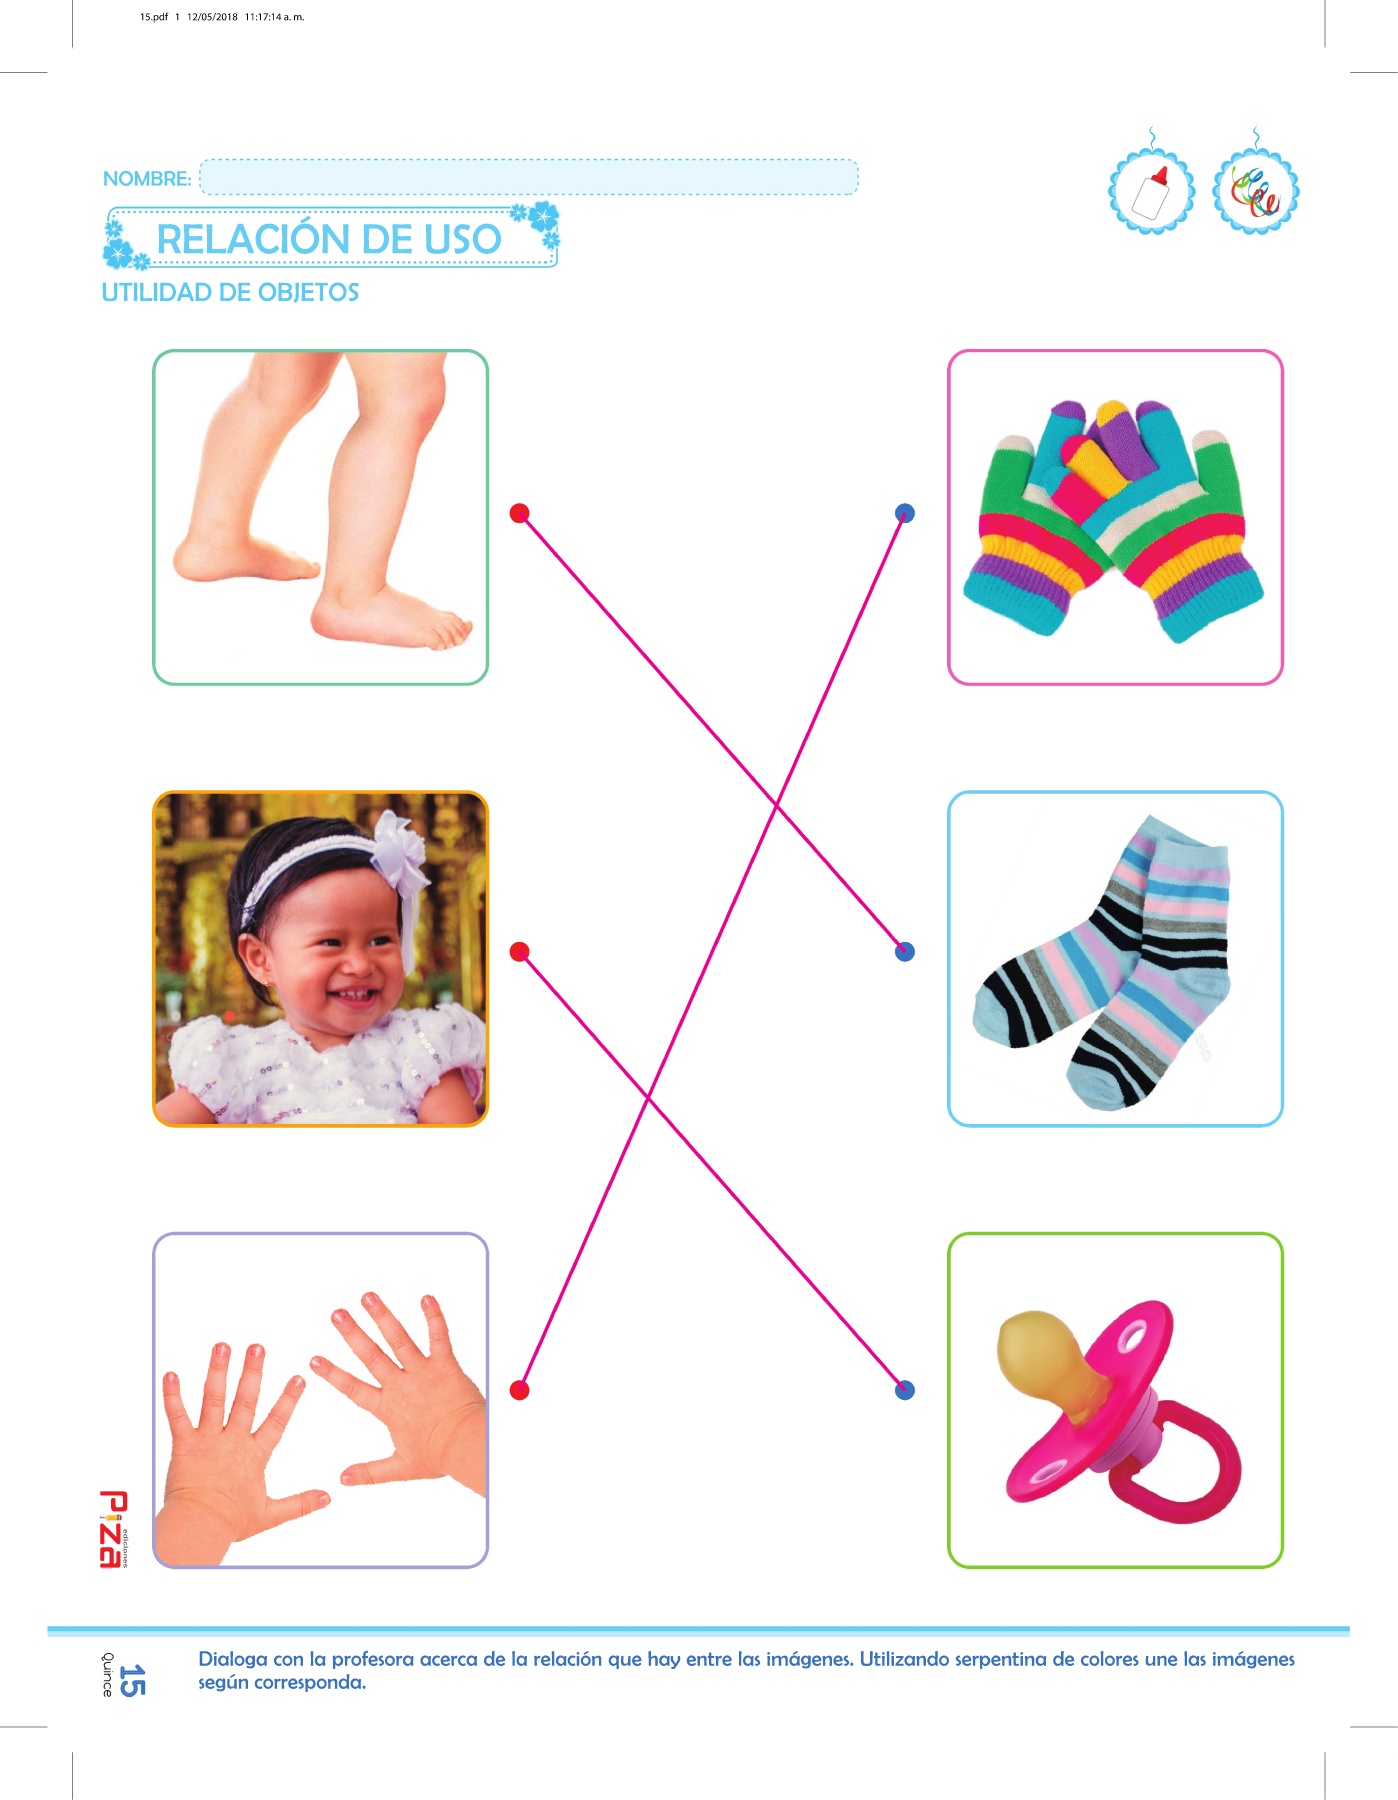 15.pdf 1 12/05/2018 11:17:14 a. m.
NOMBRE:
RELACIÓN DE USO
UTILIDAD DE OBJETOS
Piza
ediciones
15
Quince
Dialoga con la profesora acerca de la relación que hay entre las imágenes. Utilizando serpentina de colores une las imágenes
según corresponda.